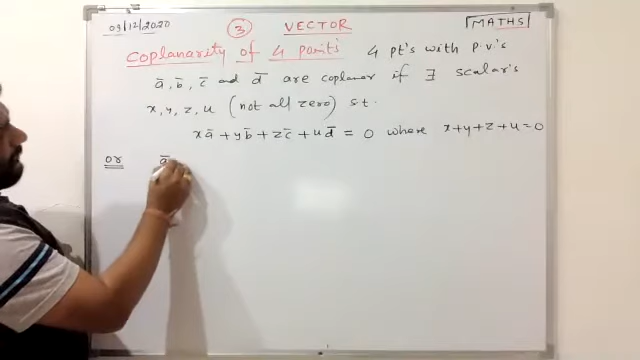 03/12/2020 3 VECTOR MATHS
Coplanarity of 4 points 4 pt's with p.v's
ā, b̄, c̄ and d̄ are coplanar if ∃ scalar's
x, y, z, u (not all zero) s.t.
xā + yb̄ + zc̄ + ud̄ = 0 where x+y+z+u=0
or ā